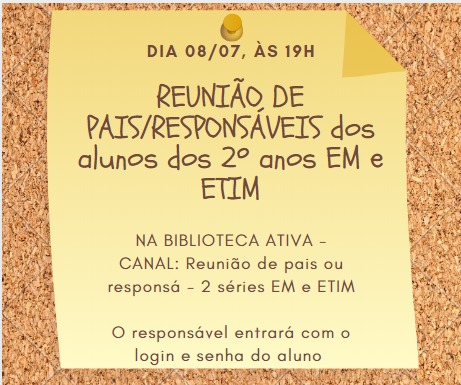 DIA 08/07, ÀS 19H
REUNIÃO DE
PAIS/RESPONSÁVEIS dos
alunos dos 2º anos EM e
ETIM
NA BIBLIOTECA ATIVA -
CANAL: Reunião de pais ou
responsá - 2 séries EM e ETIM
O responsável entrará com o
login e senha do aluno